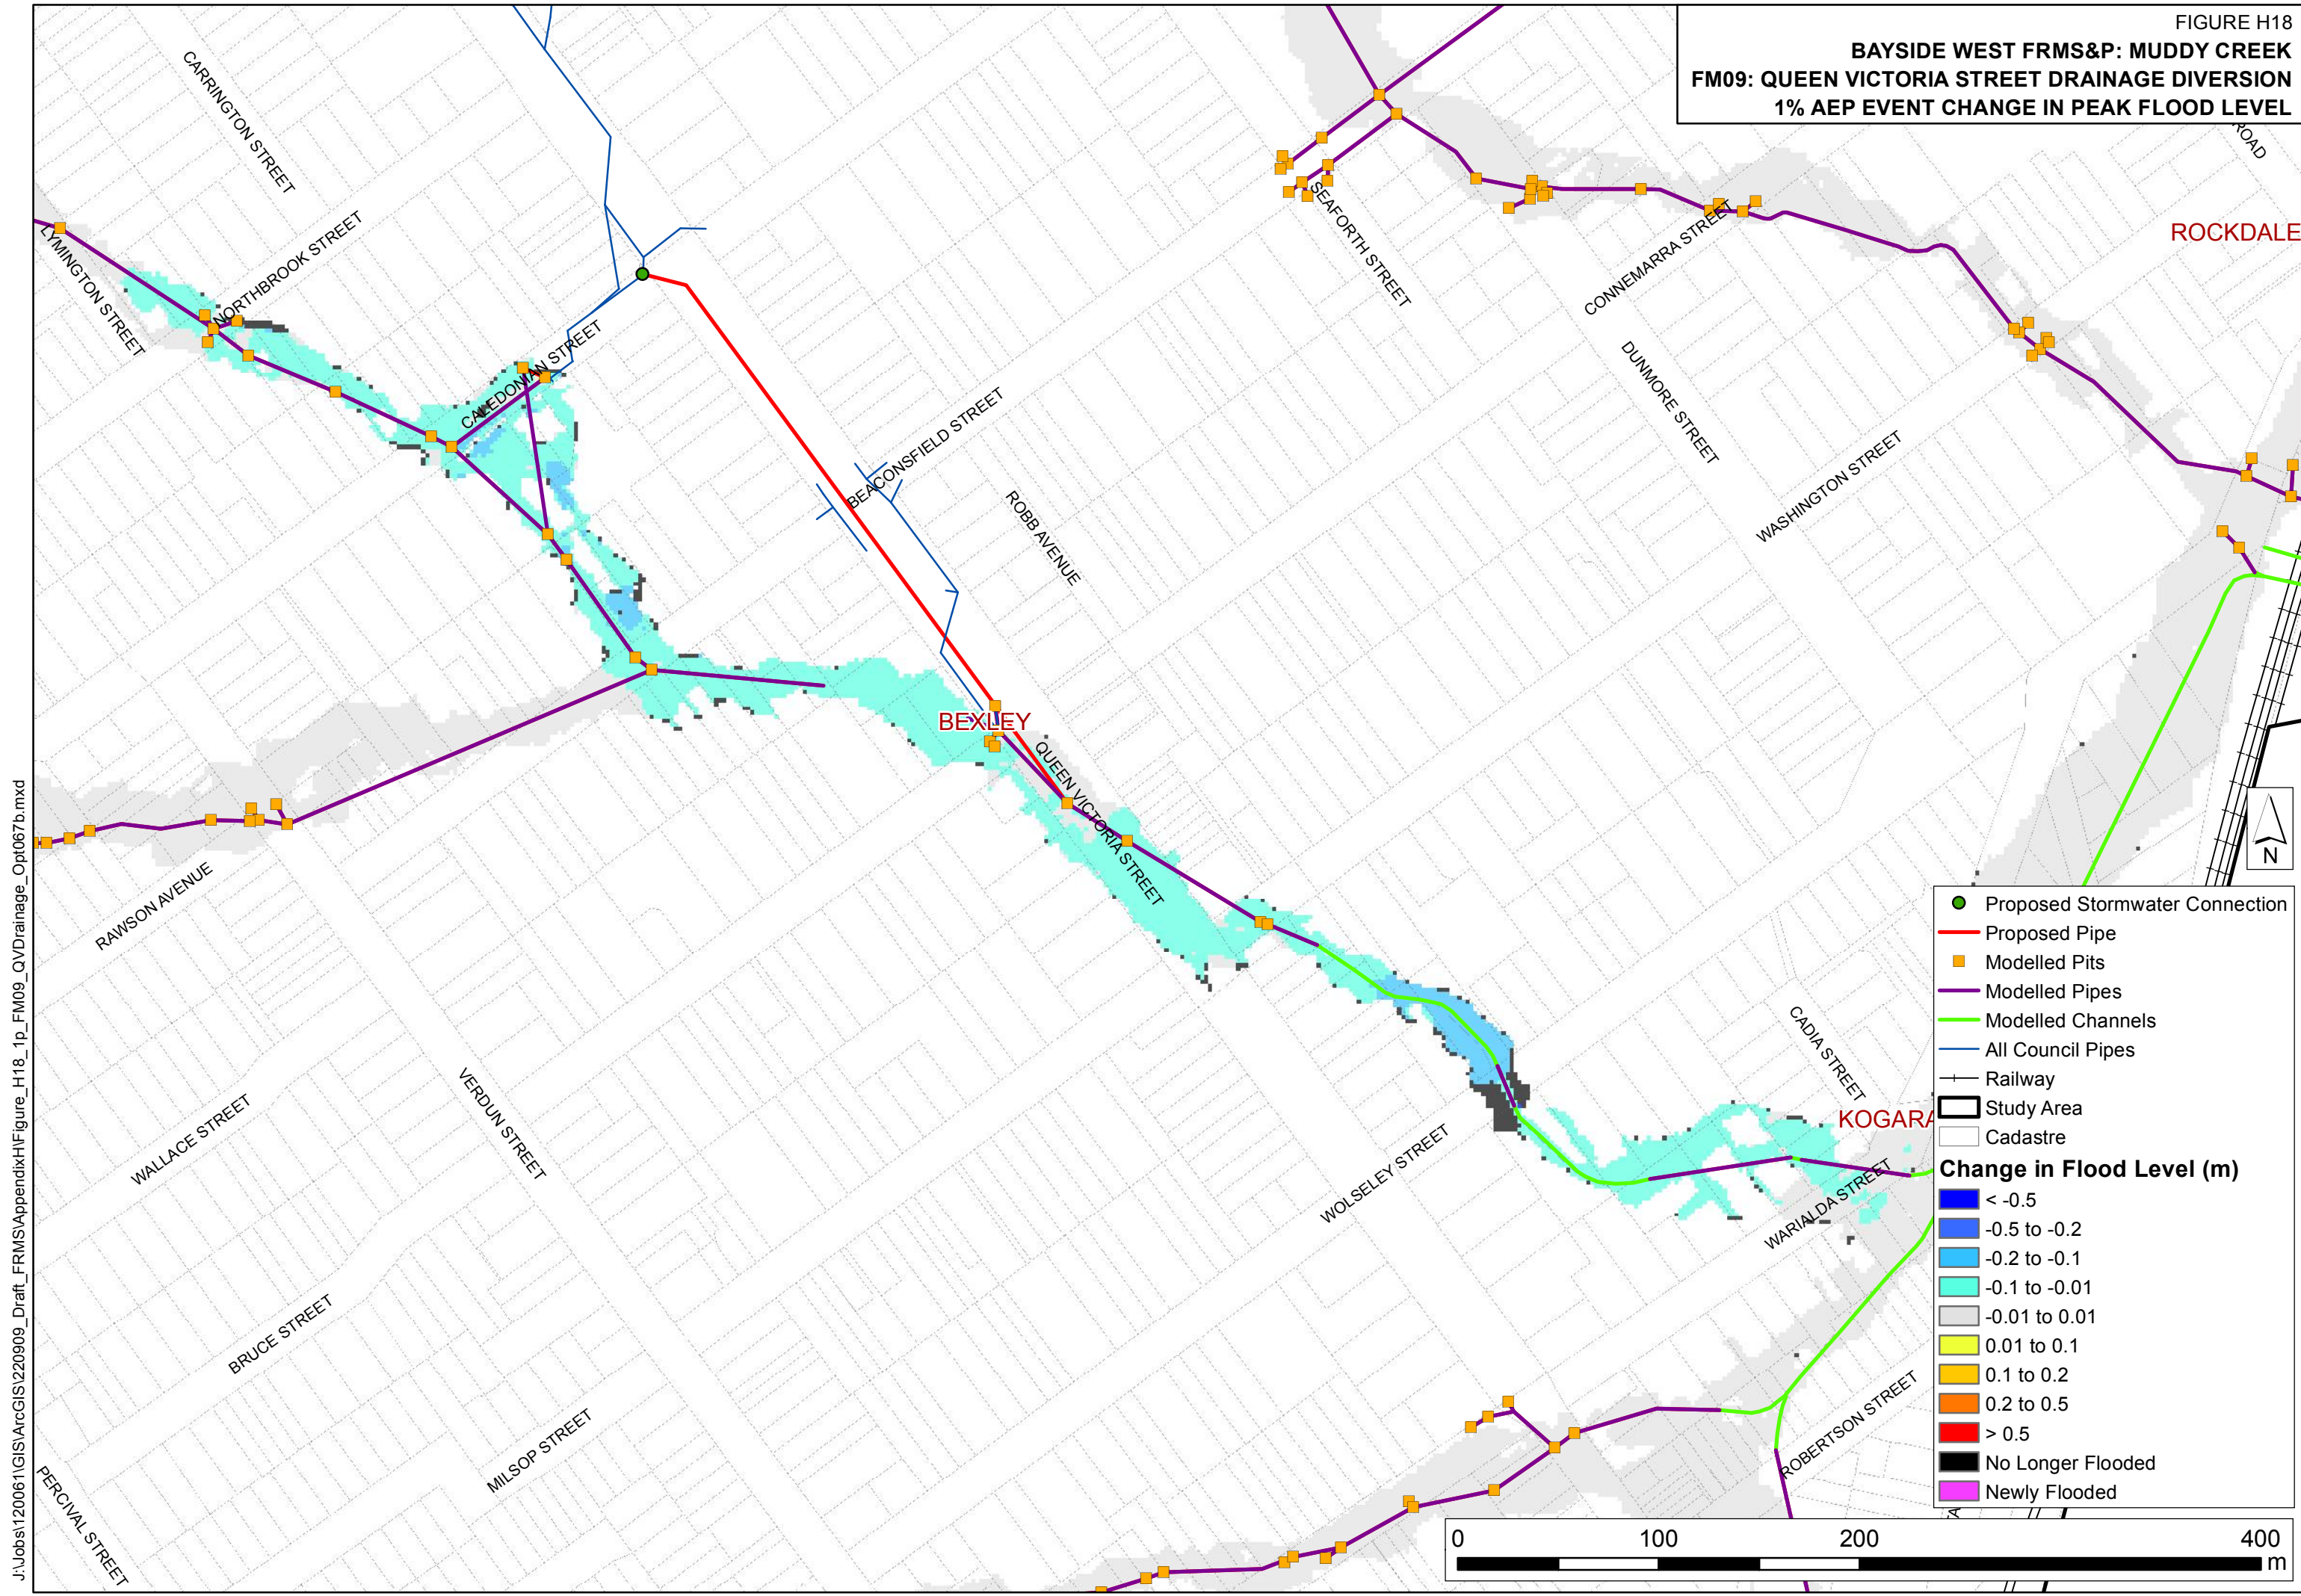 FIGURE H18
BAYSIDE WEST FRMS&P: MUDDY CREEK
FM09: QUEEN VICTORIA STREET DRAINAGE DIVERSION
1% AEP EVENT CHANGE IN PEAK FLOOD LEVEL
ROAD
CARRINGTON STREET
NORTHBROOK STREET
LYMINGTON STREET
SEAFORTH STREET
CONNEMARRA STREET
ROCKDALE
CALEDONIAN STREET
DUNMORE STREET
BEACONSFIELD STREET
WASHINGTON STREET
ROBB AVENUE
BEXLEY
QUEEN VICTORIA STREET
RAWSON AVENUE
N
CADIA STREET
KOGARA
VERDUN STREET
WALLACE STREET
WOLSELEY STREET
WARIALDA STREET
BRUCE STREET
ROBERTSON STREET
MILSOP STREET
PERCIVAL STREET
Proposed Stormwater Connection
Proposed Pipe
Modelled Pits
Modelled Pipes
Modelled Channels
All Council Pipes
Railway
Study Area
Cadastre
Change in Flood Level (m)
< -0.5
-0.5 to -0.2
-0.2 to -0.1
-0.1 to -0.01
-0.01 to 0.01
0.01 to 0.1
0.1 to 0.2
0.2 to 0.5
> 0.5
No Longer Flooded
Newly Flooded
0 100 200 400
m
J:\Jobs\120061\GIS\ArcGIS\220909_Draft_FRMS\AppendixH\Figure_H18_1p_FM09_QVDrainage_Opt067b.mxd